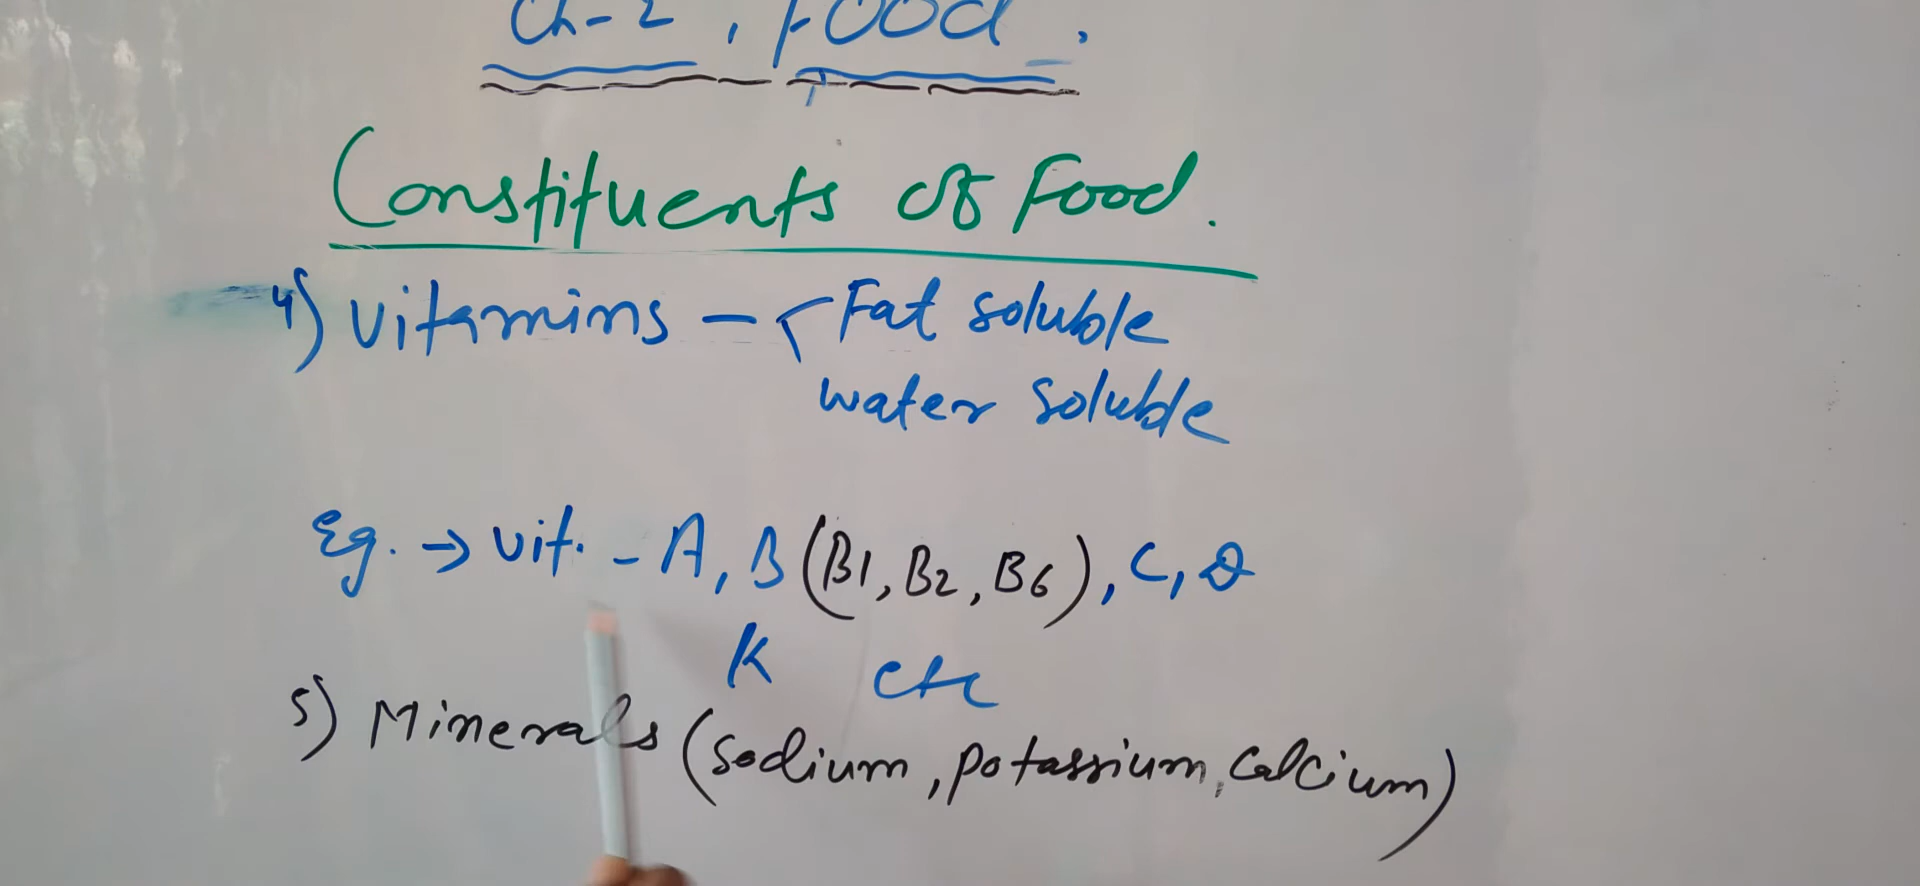 Ch-2, Food.
Constituents of Food.
4) Vitamins - Fat soluble
water soluble
Eg. → Vit. - A, B (B1, B2, B6), C, D
K etc
5) Minerals (Sodium, potassium, Calcium)